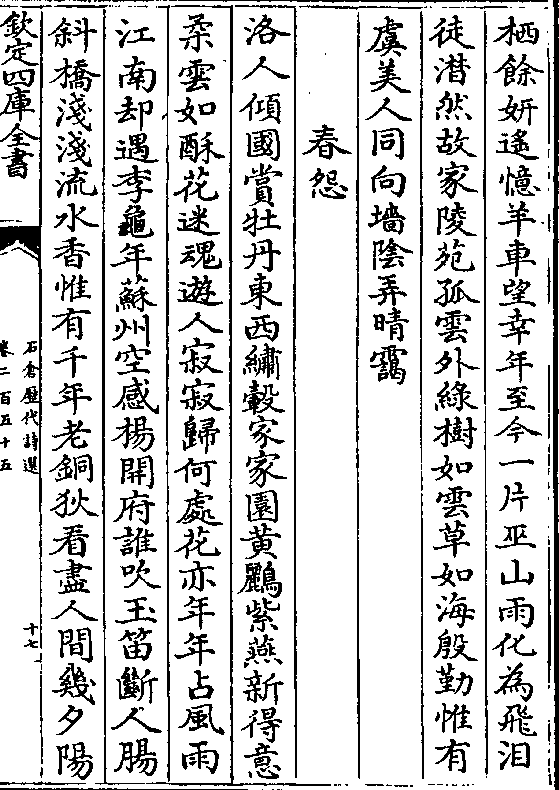 栖餘妍遙憶羊車望幸年至今一片巫山雨化為飛淚
徒潸然故家陵苑孤雲外綠樹如雲草如海殷勤惟有
虞美人同向墻陰弄晴靄
春怨
洛人傾國賞牡丹東西繡轂家家園黃鸝紫燕新得意
柔雲如酥花迷魂遊人寂寂歸何處花亦年年占風雨
江南却遇李龜年蘇州空感楊開府誰吹玉笛斷人腸
斜橋淺淺流水香惟有千年老銅狄看盡人間幾夕陽
欽定四庫全書
石倉歷代詩選
卷二百五十五
十七